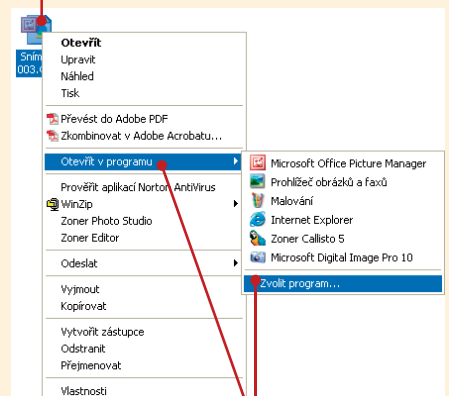 Sním
003.
Otevřít
Upravit
Náhled
Tisk
Převést do Adobe PDF
Zkombinovat v Adobe Acrobatu...
Otevřít v programu
Prověřit aplikací Norton AntiVirus
WinZip
Zoner Photo Studio
Zoner Editor
Odeslat
Vyjmout
Kopírovat
Vytvořit zástupce
Odstranit
Přejmenovat
Vlastnosti
Microsoft Office Picture Manager
Prohlížeč obrázků a faxů
Malování
Internet Explorer
Zoner Callisto 5
Microsoft Digital Image Pro 10
Zvolit program...